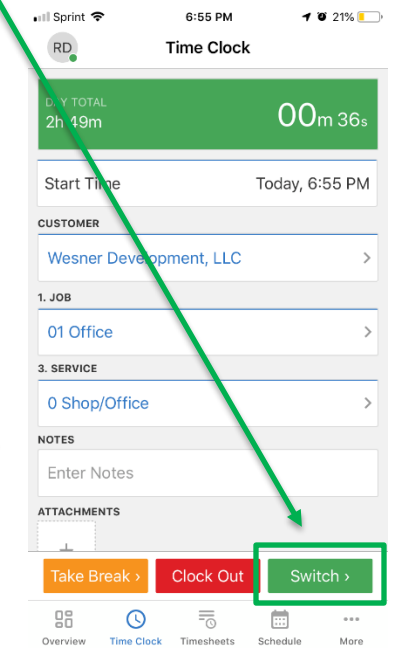 Sprint 6:55 PM 21%
RD Time Clock
DAY TOTAL
2h 49m 00m 36s
Start Time Today, 6:55 PM
CUSTOMER
Wesner Development, LLC >
1. JOB
01 Office >
3. SERVICE
0 Shop/Office >
NOTES
Enter Notes
ATTACHMENTS
+
Take Break › Clock Out Switch ›
Overview Time Clock Timesheets Schedule More